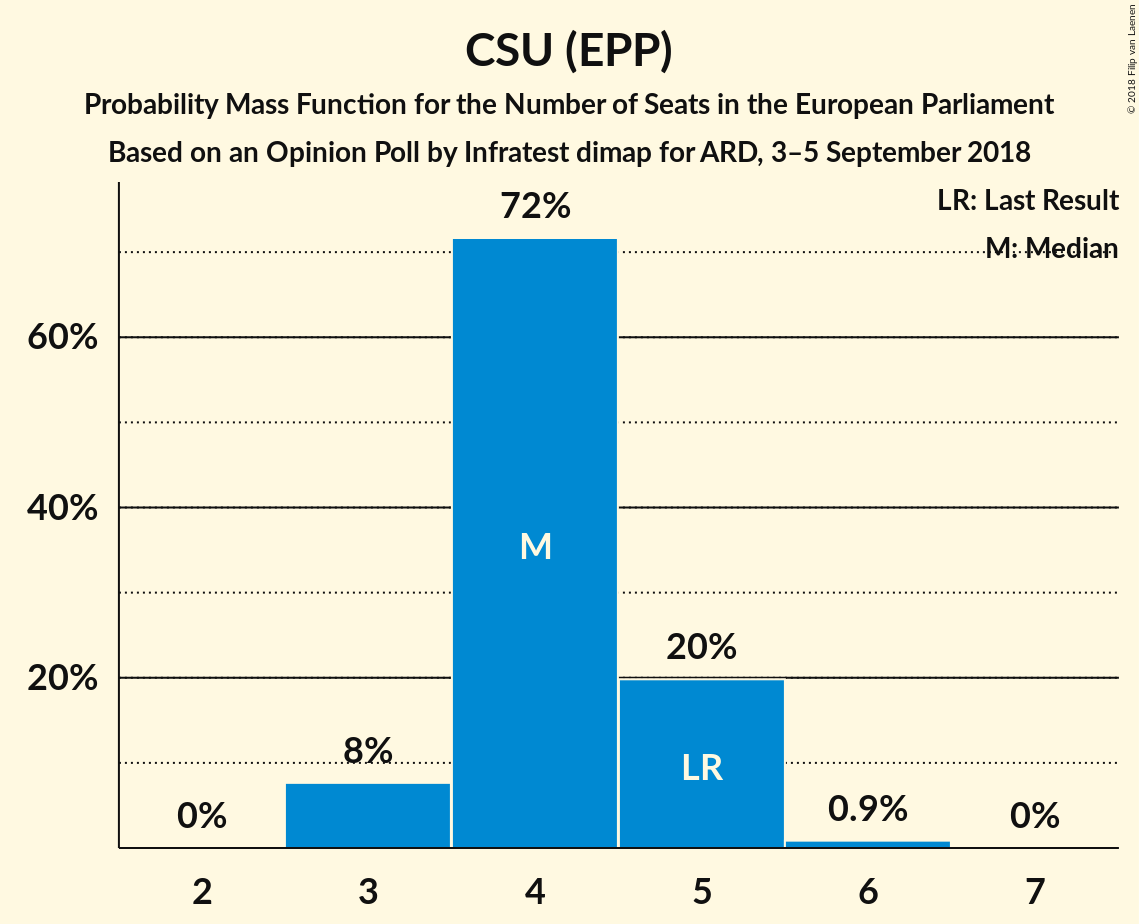 CSU (EPP)
Probability Mass Function for the Number of Seats in the European Parliament
Based on an Opinion Poll by Infratest dimap for ARD, 3–5 September 2018
© 2018 Filip van Laenen
LR: Last Result
M: Median
72%
60%
40%
M
20%
20%
8%
LR
0%
0.9%
0%
2 3 4 5 6 7